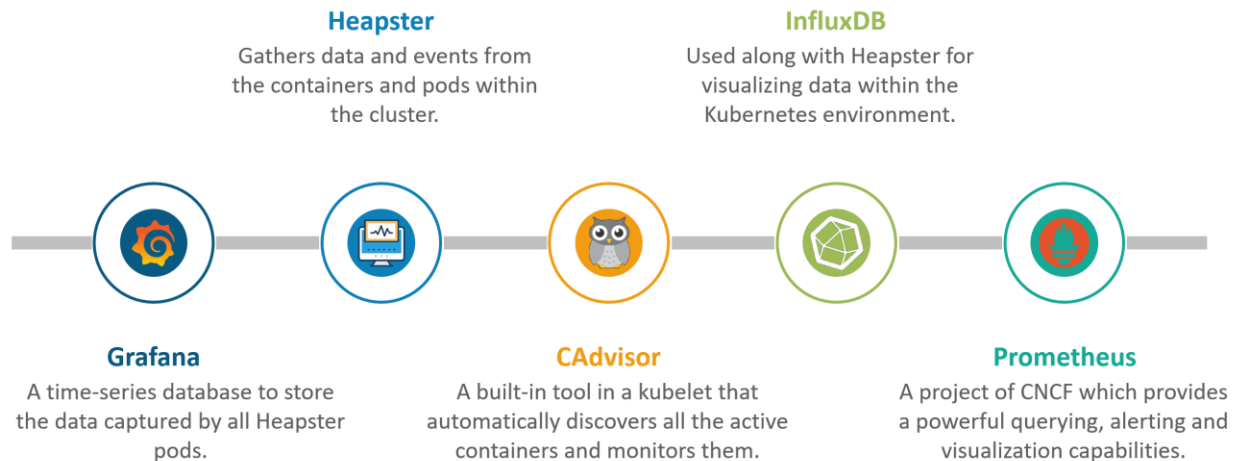 Heapster
Gathers data and events from
the containers and pods within
the cluster.
InfluxDB
Used along with Heapster for
visualizing data within the
Kubernetes environment.
Grafana
A time-series database to store
the data captured by all Heapster
pods.
CAdvisor
A built-in tool in a kubelet that
automatically discovers all the active
containers and monitors them.
Prometheus
A project of CNCF which provides
a powerful querying, alerting and
visualization capabilities.